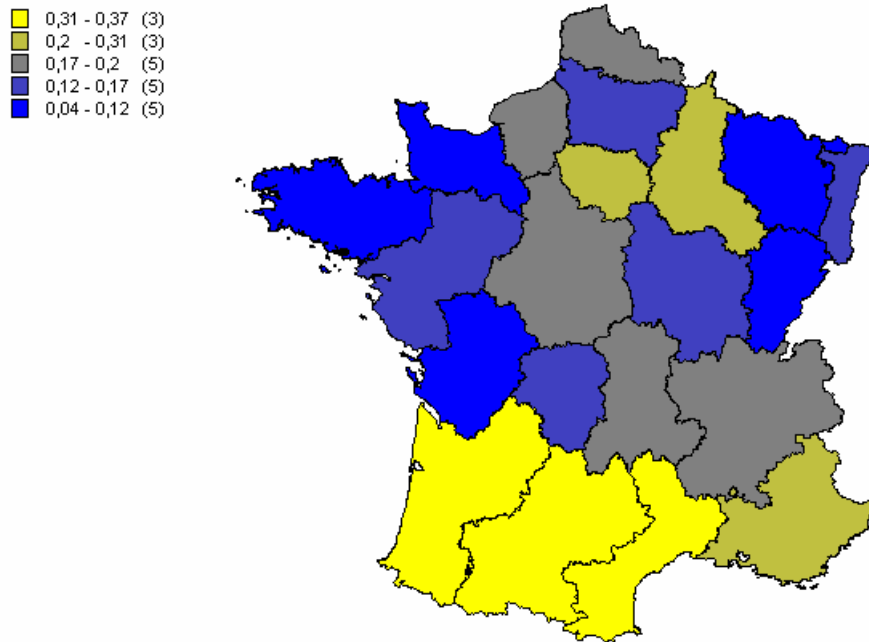 0,31 - 0,37 (3)
0,2 - 0,31 (3)
0,17 - 0,2 (5)
0,12 - 0,17 (5)
0,04 - 0,12 (5)